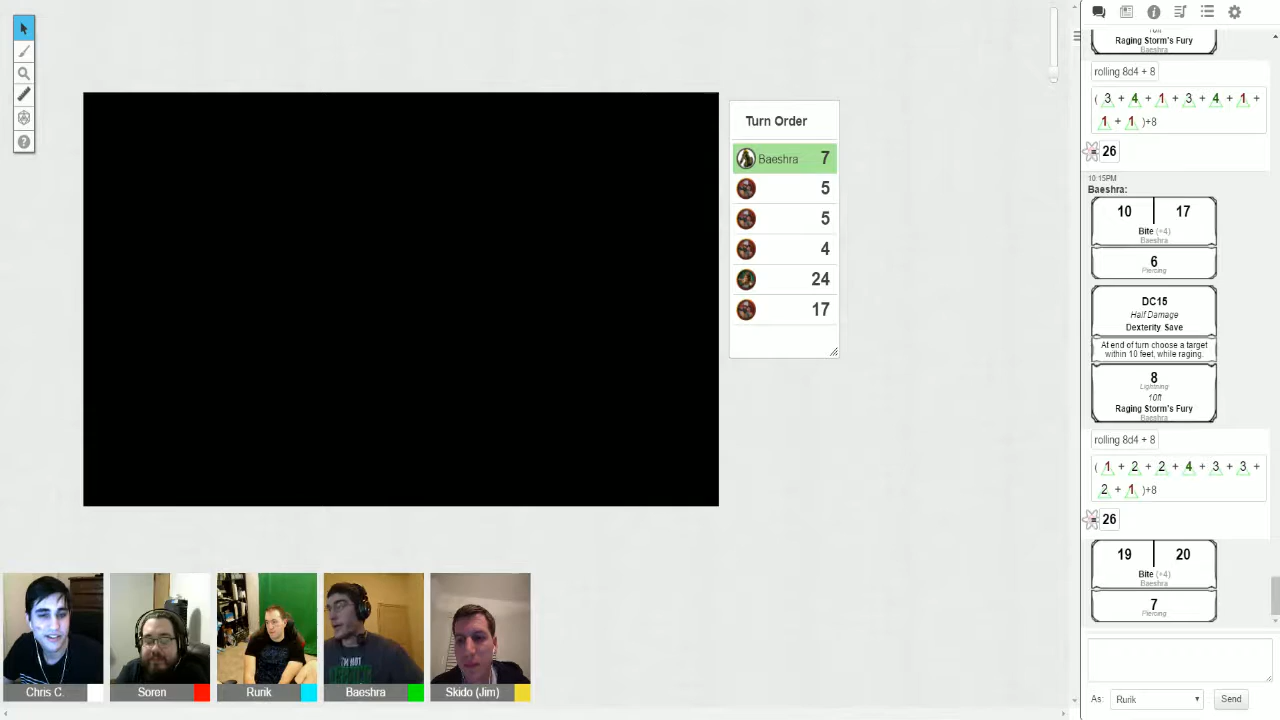 Raging Storm's Fury
Baeshra
rolling 8d4 + 8
( 3 + 4 + 1 + 3 + 4 + 1 +
1 + 1 )+8
= 26
10:15PM
Baeshra:
10 17
Bite (+4)
Baeshra
6
Piercing
DC15
Half Damage
Dexterity Save
At end of turn choose a target
within 10 feet, while raging.
8
Lightning
10ft
Raging Storm's Fury
Baeshra
rolling 8d4 + 8
( 1 + 2 + 2 + 4 + 3 + 3 +
2 + 1 )+8
= 26
19 20
Bite (+4)
Baeshra
7
Piercing
As: Rurik Send
Turn Order
Baeshra 7
5
5
4
24
17
Chris C. Soren Rurik Baeshra Skido (Jim)